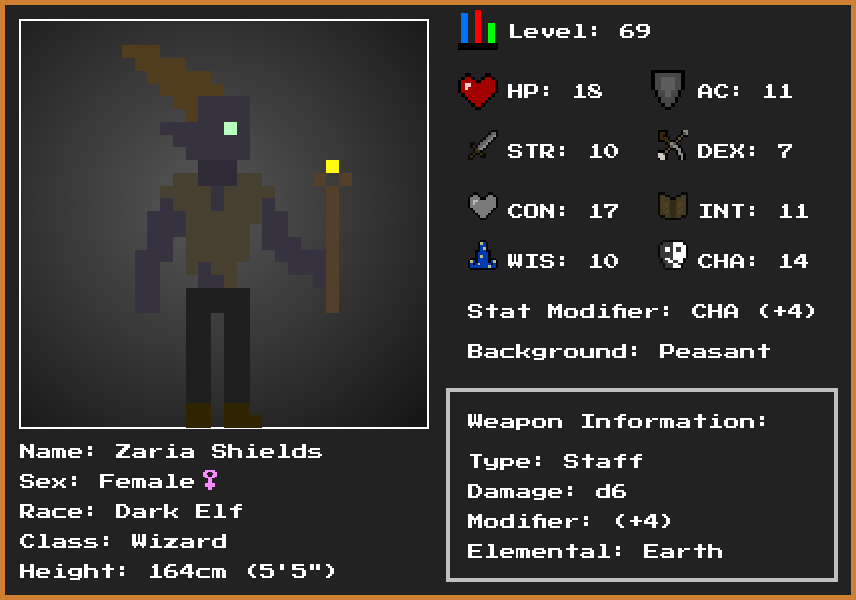 Level: 69
HP: 18 AC: 11
STR: 10 DEX: 7
CON: 17 INT: 11
WIS: 10 CHA: 14
Stat Modifier: CHA (+4)
Background: Peasant
Weapon Information:
Type: Staff
Damage: d6
Modifier: (+4)
Elemental: Earth
Name: Zaria Shields
Sex: Female♀
Race: Dark Elf
Class: Wizard
Height: 164cm (5'5")